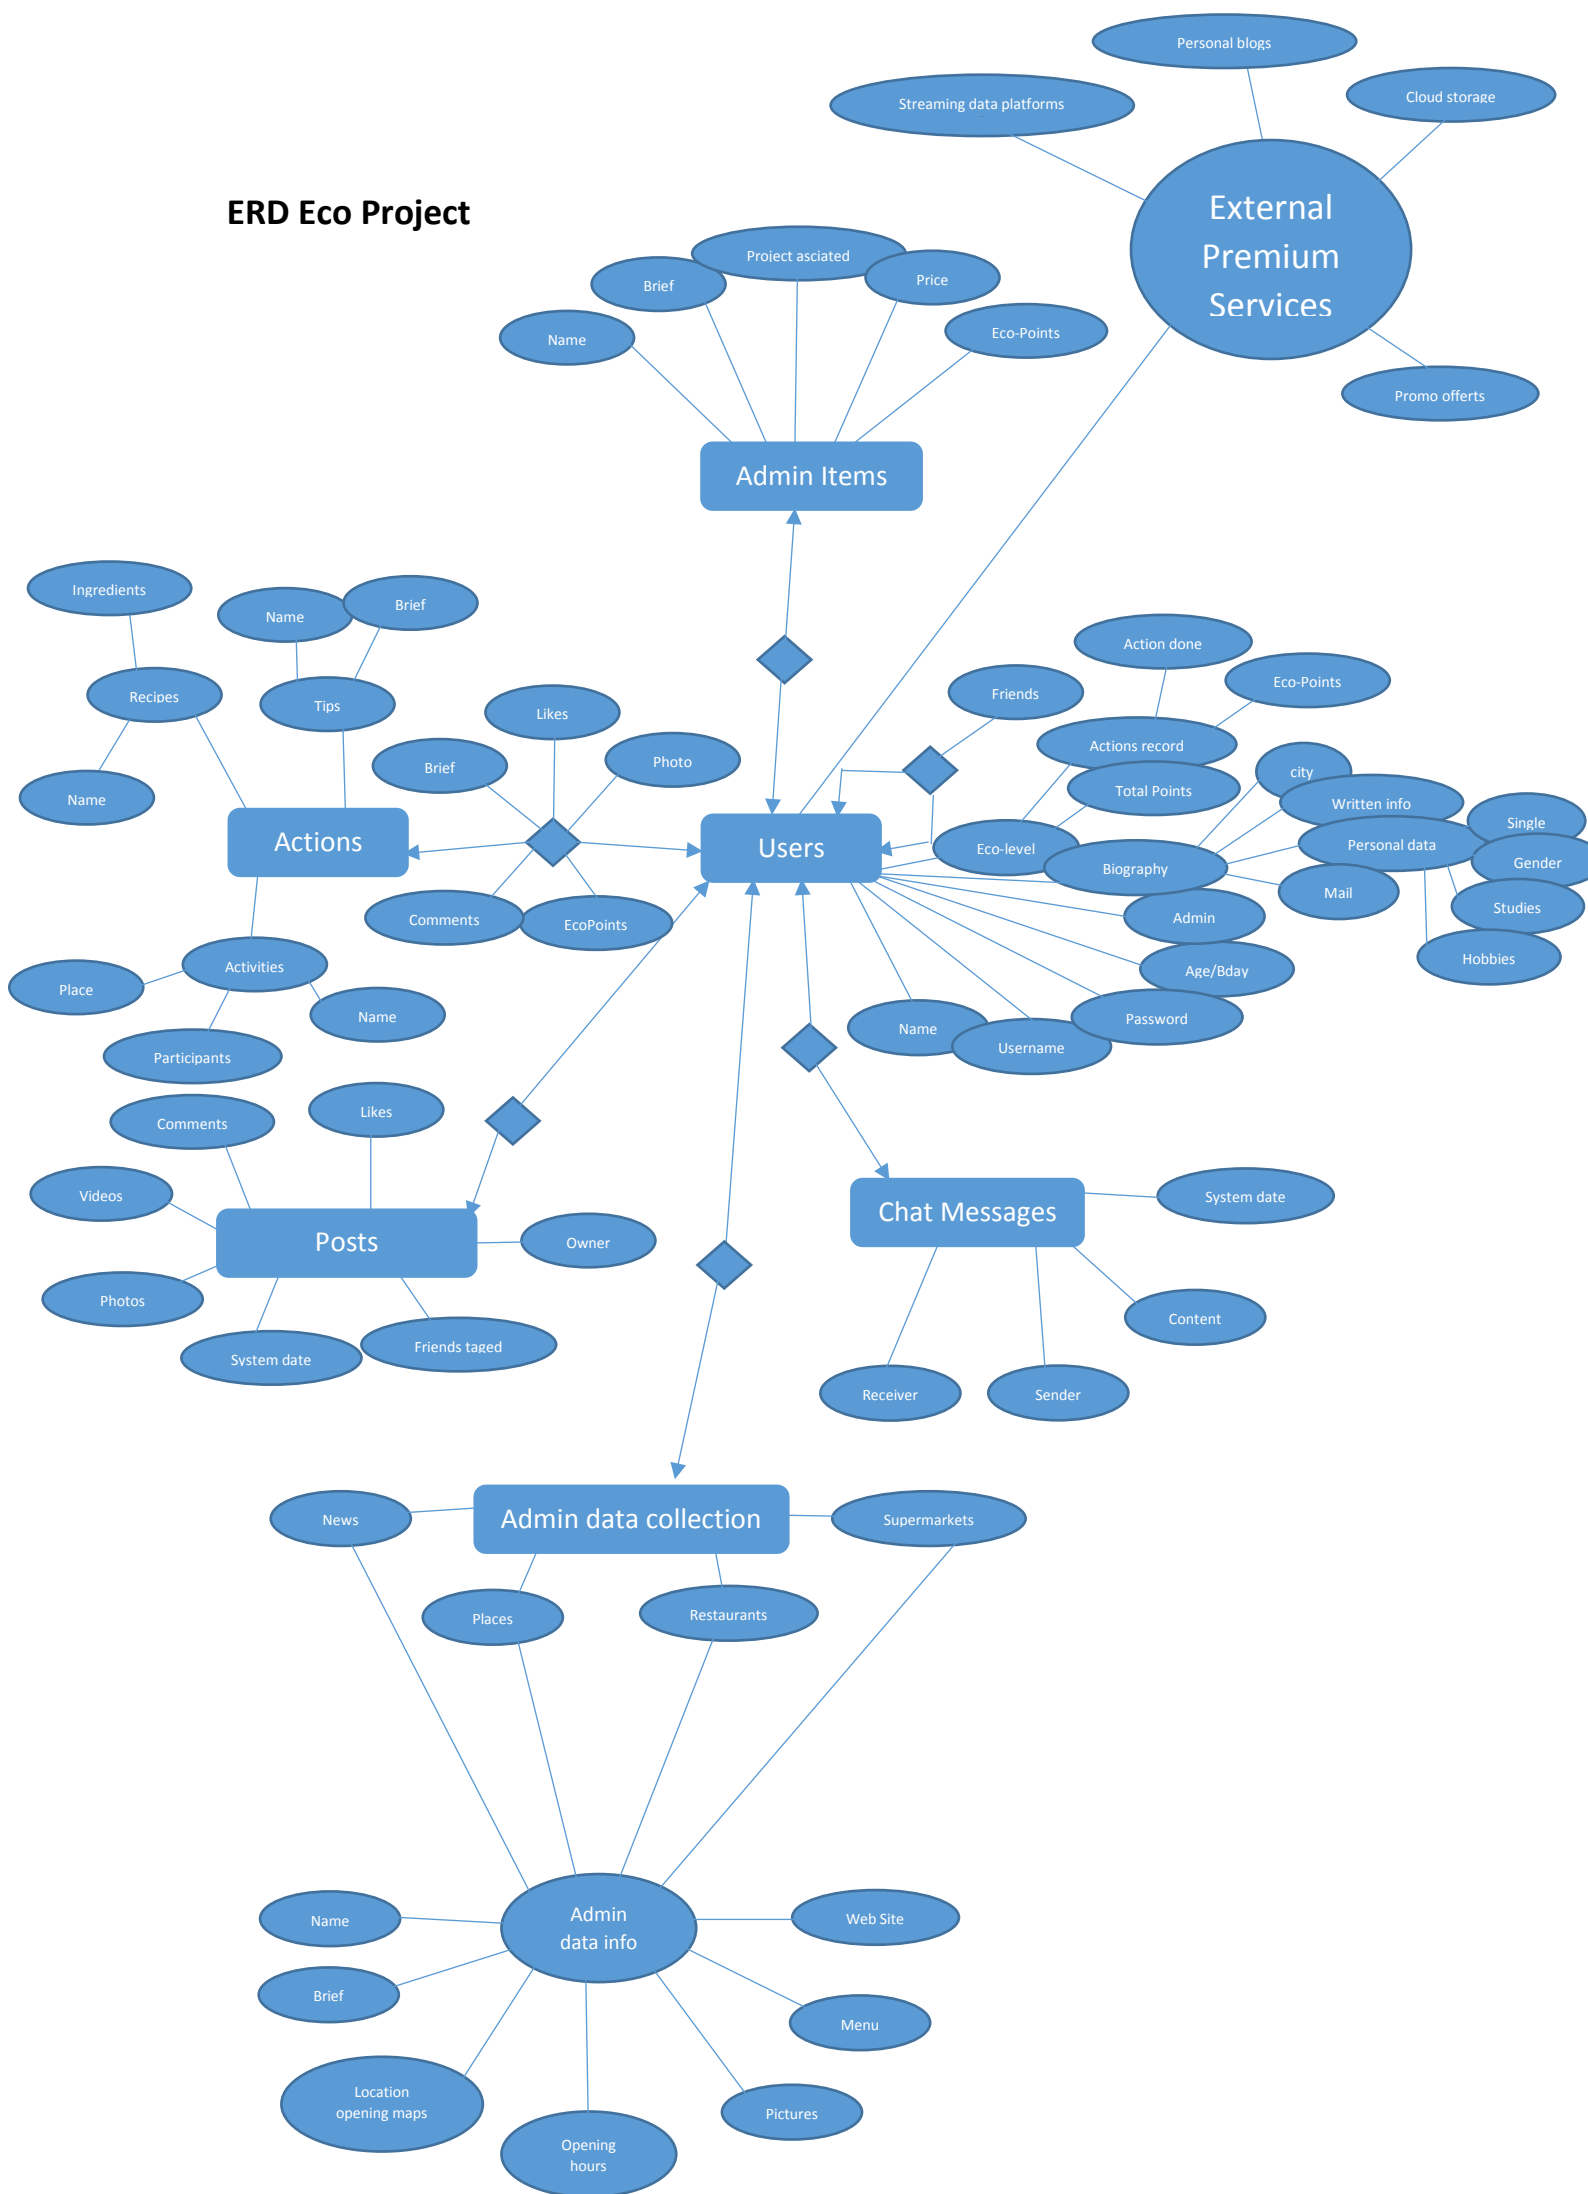 Personal blogs
Streaming data platforms
Cloud storage
ERD Eco Project
External
Premium
Services
Project asciated
Brief
Price
Name
Eco-Points
Promo offerts
Admin Items
Ingredients
Name
Brief
Action done
Recipes
Tips
Friends
Eco-Points
Likes
Actions record
Brief
Photo
city
Name
Total Points
Written info
Single
Actions
Users
Eco-level
Personal data
Biography
Gender
Mail
Comments
EcoPoints
Admin
Studies
Hobbies
Activities
Age/Bday
Place
Name
Name
Password
Participants
Username
Comments
Likes
Videos
Chat Messages
System date
Posts
Owner
Photos
Content
System date
Friends taged
Receiver
Sender
News
Admin data collection
Supermarkets
Places
Restaurants
Admin
data info
Name
Web Site
Brief
Menu
Location
opening maps
Pictures
Opening
hours